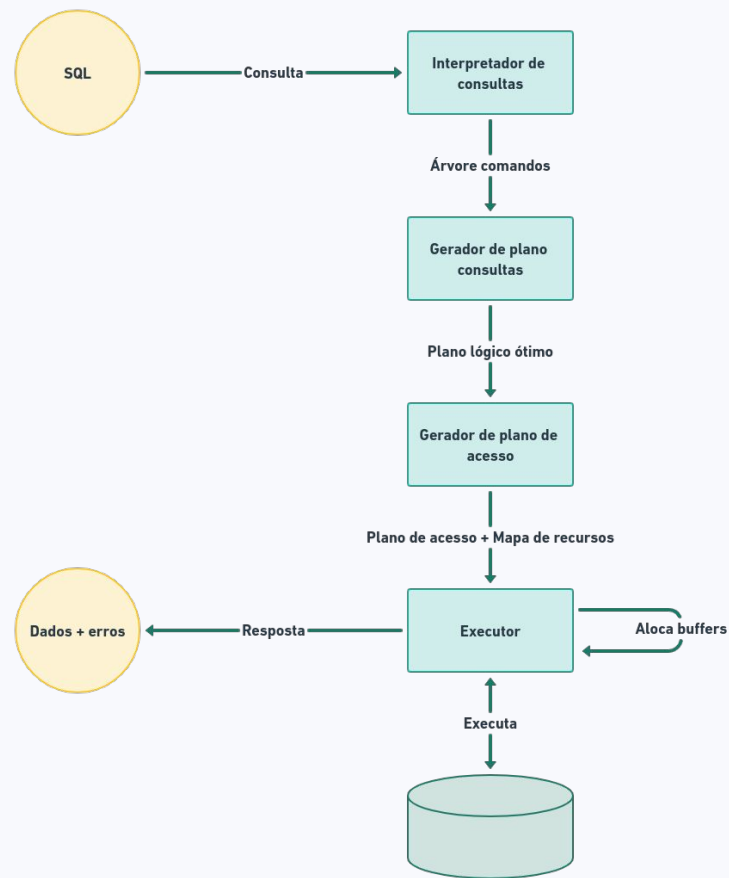 SQL
Consulta
Interpretador de
consultas
Árvore comandos
Gerador de plano
consultas
Plano lógico ótimo
Gerador de plano de
acesso
Plano de acesso + Mapa de recursos
Dados + erros
Resposta
Executor
Aloca buffers
Executa